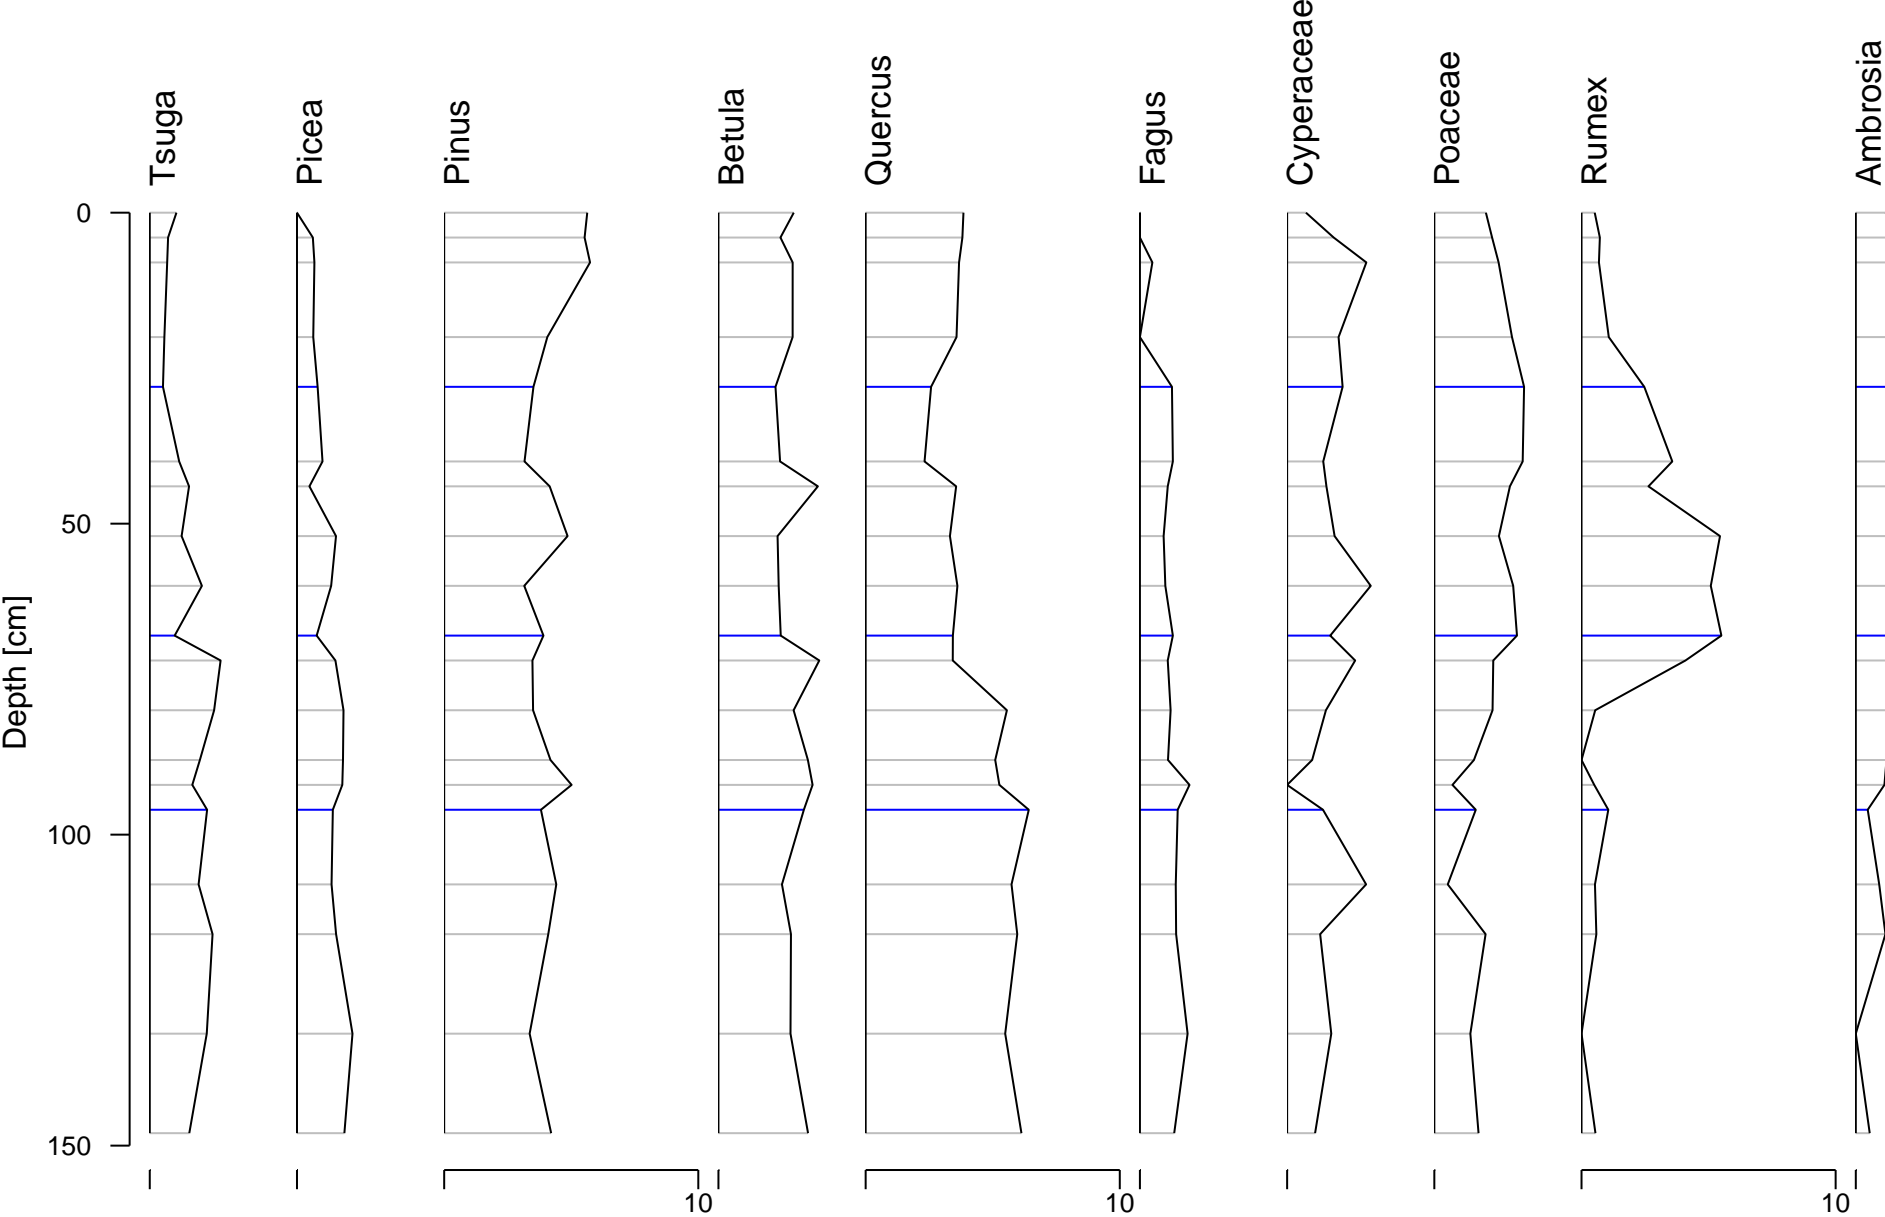 Tsuga
Picea
Pinus
Betula
Quercus
Fagus
Cyperaceae
Poaceae
Rumex
Ambrosia
Depth [cm]
0
50
100
150
10
10
10